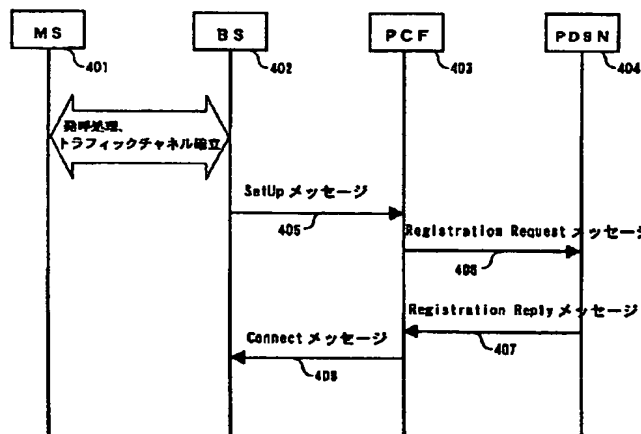 MS
BS
PCF
PDSN
401
402
403
404
発呼処理、
トラフィックチャネル確立
SetUp メッセージ
405
Registration Request メッセージ
406
Registration Reply メッセージ
407
Connect メッセージ
408